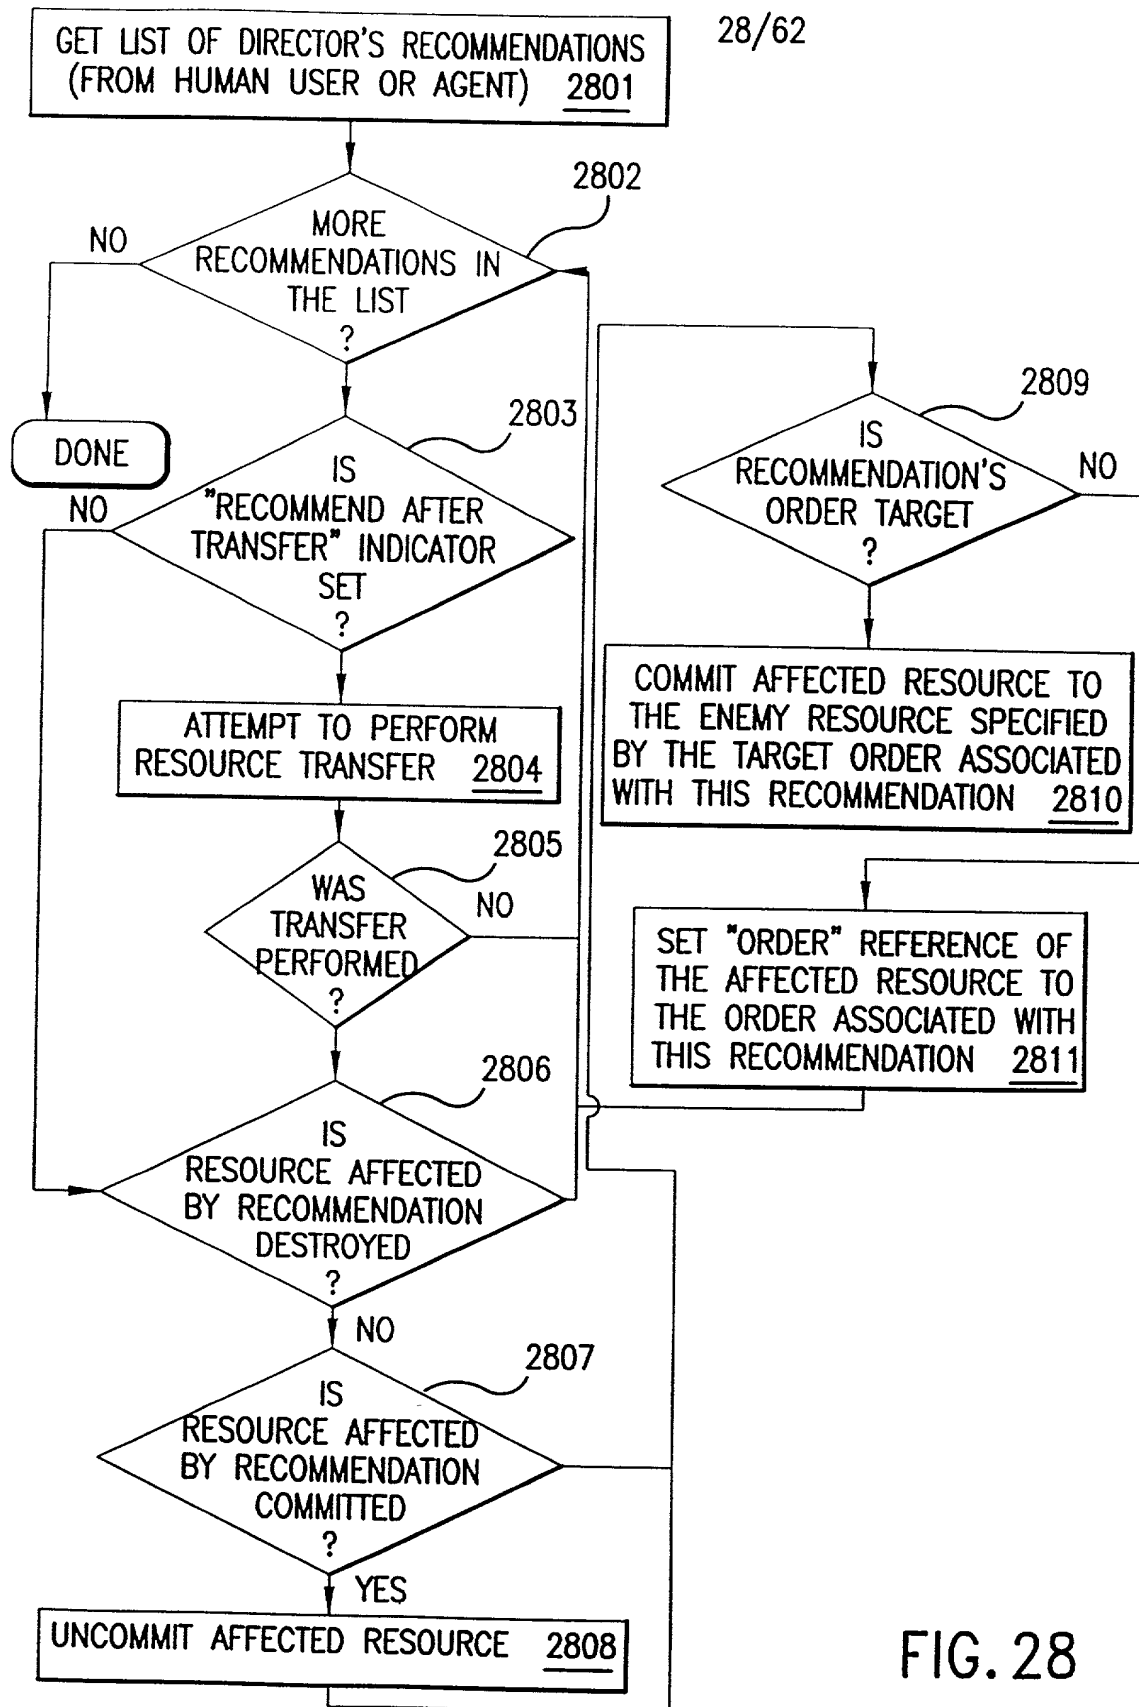 28/62
GET LIST OF DIRECTOR'S RECOMMENDATIONS
(FROM HUMAN USER OR AGENT) 2801
2802
MORE
RECOMMENDATIONS IN
THE LIST
?
NO
DONE
2803
IS
"RECOMMEND AFTER
TRANSFER" INDICATOR
SET
?
NO
ATTEMPT TO PERFORM
RESOURCE TRANSFER 2804
2805
WAS
TRANSFER
PERFORMED
?
NO
2806
IS
RESOURCE AFFECTED
BY RECOMMENDATION
DESTROYED
?
NO
2807
IS
RESOURCE AFFECTED
BY RECOMMENDATION
COMMITTED
?
YES
UNCOMMIT AFFECTED RESOURCE 2808
2809
IS
RECOMMENDATION'S
ORDER TARGET
?
NO
COMMIT AFFECTED RESOURCE TO
THE ENEMY RESOURCE SPECIFIED
BY THE TARGET ORDER ASSOCIATED
WITH THIS RECOMMENDATION 2810
SET "ORDER" REFERENCE OF
THE AFFECTED RESOURCE TO
THE ORDER ASSOCIATED WITH
THIS RECOMMENDATION 2811
FIG. 28